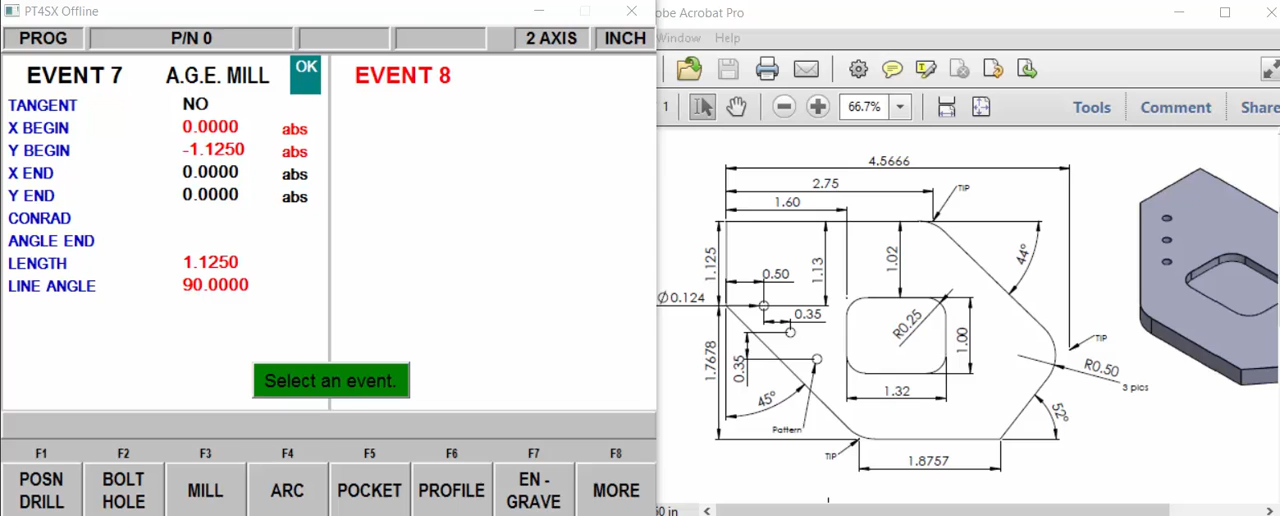 PT4SX Offline
PROG P/N 0 2 AXIS INCH
EVENT 7 A.G.E. MILL OK
TANGENT NO
X BEGIN 0.0000 abs
Y BEGIN -1.1250 abs
X END 0.0000 abs
Y END 0.0000 abs
CONRAD
ANGLE END
LENGTH 1.1250
LINE ANGLE 90.0000
EVENT 8
Select an event.
F1 F2 F3 F4 F5 F6 F7 F8
POSN DRILL
BOLT HOLE
MILL
ARC
POCKET
PROFILE
EN - GRAVE
MORE
obe Acrobat Pro
Window Help
1 66.7% Tools Comment Share
4.5666
2.75
TIP
1.60
1.125
1.13
1.02
44°
0.50
Ø0.124
0.35
R0.25
1.00
TIP
R0.50
3 plcs
1.7678
0.35
45°
1.32
52°
Pattern
TIP
1.8757
50 in